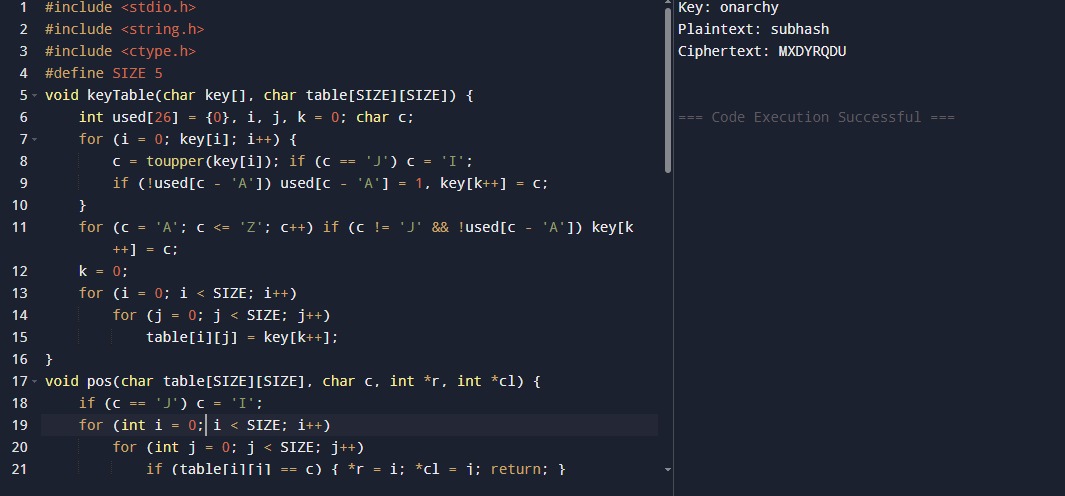 1 #include <stdio.h>
2 #include <string.h>
3 #include <ctype.h>
4 #define SIZE 5
5 void keyTable(char key[], char table[SIZE][SIZE]) {
6 int used[26] = {0}, i, j, k = 0; char c;
7 for (i = 0; key[i]; i++) {
8 c = toupper(key[i]); if (c == 'J') c = 'I';
9 if (!used[c - 'A']) used[c - 'A'] = 1, key[k++] = c;
10 }
11 for (c = 'A'; c <= 'Z'; c++) if (c != 'J' && !used[c - 'A']) key[k
++] = c;
12 k = 0;
13 for (i = 0; i < SIZE; i++)
14 for (j = 0; j < SIZE; j++)
15 table[i][j] = key[k++];
16 }
17 void pos(char table[SIZE][SIZE], char c, int *r, int *cl) {
18 if (c == 'J') c = 'I';
19 for (int i = 0; i < SIZE; i++)
20 for (int j = 0; j < SIZE; j++)
21 if (table[i][j] == c) { *r = i; *cl = j; return; }
Key: onarchy
Plaintext: subhash
Ciphertext: MXDYRQDU
=== Code Execution Successful ===